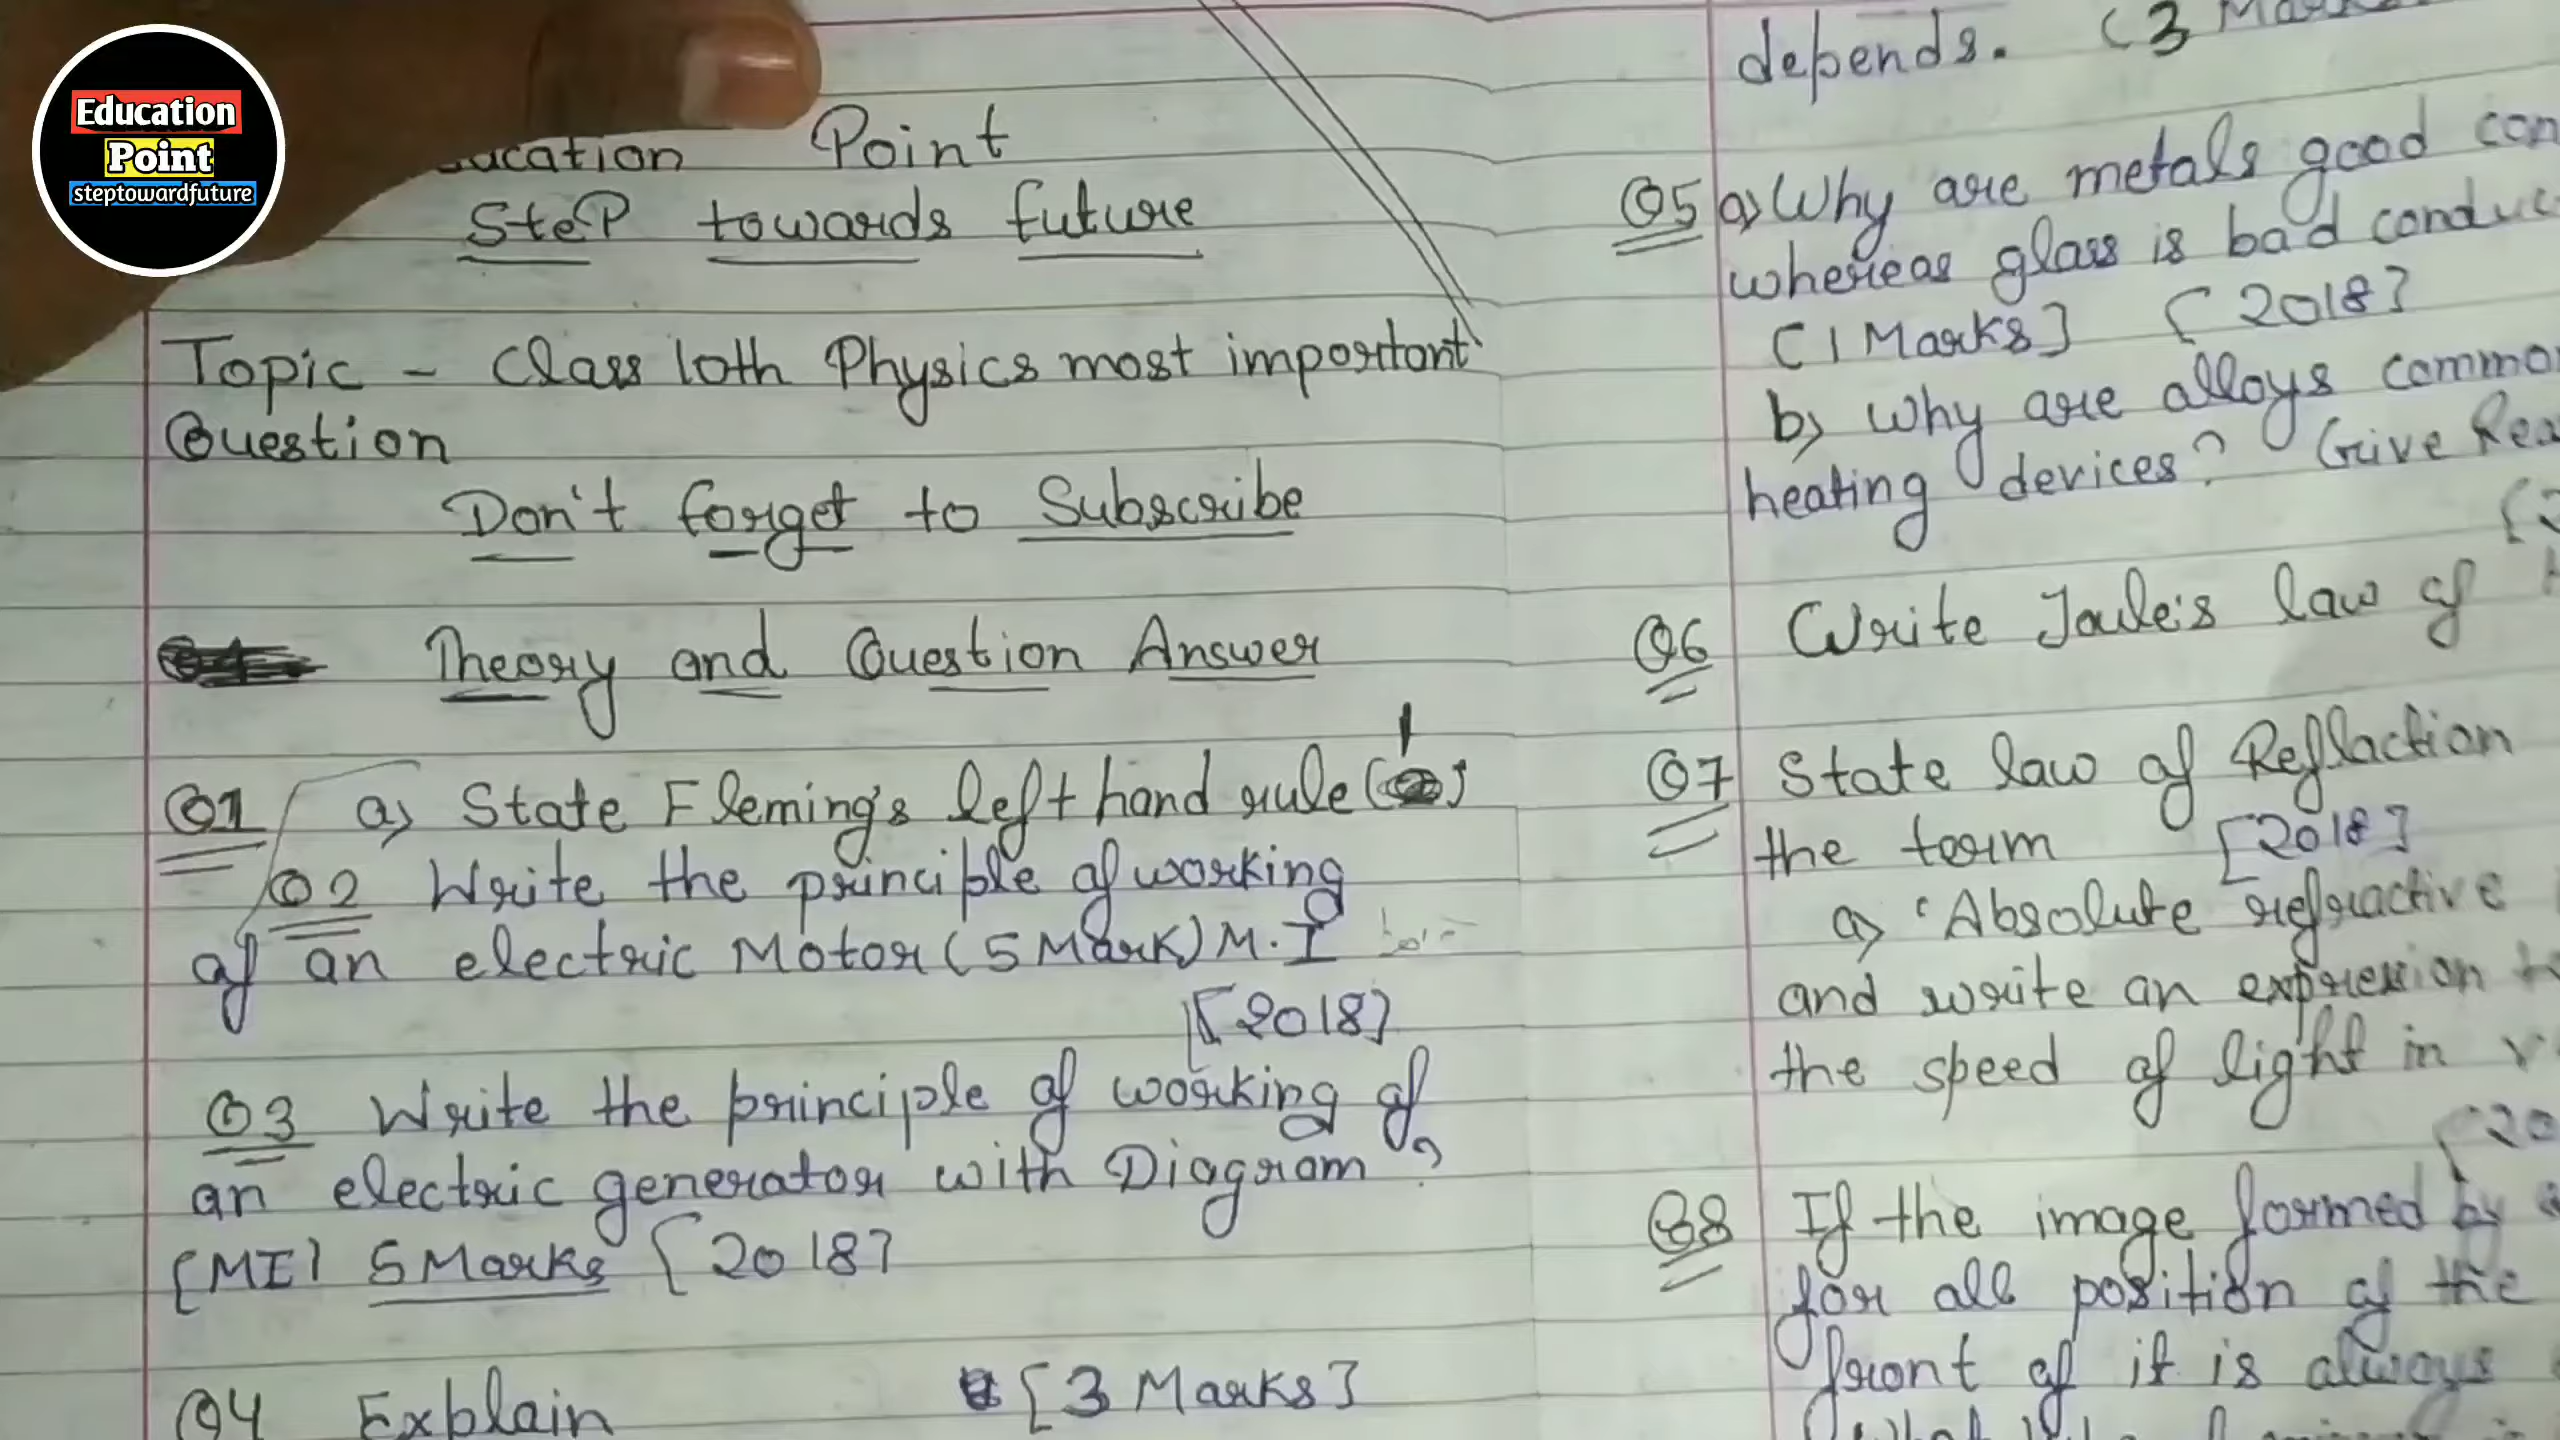 Education
Point
steptowardfuture
Point
SteP towards future
Topic - Class 10th Physics most important
Question
Don't forget to Subscribe
Theory and Question Answer
Q1 a) State Fleming's left hand rule (1)
Q2 Write the principle of working
of an electric Motor (5 Mark) M.I
[2018]
Q3 Write the principle of working of
an electric generator with Diagram?
[MI] 5 Marks [2018]
Q4 Explain [3 Marks]
depends. (3
Q5 a) Why are metals good
whereas glass is bad
[1 Marks] [2018]
b) Why are alloys
heating devices? Give
Q6 Write Joule's law of
Q7 State law of Reflaction
the term [2018]
a) 'Absolute refractive
and write an expression
the speed of light in
Q8 If the image formed by
for all position of the
front of it is always